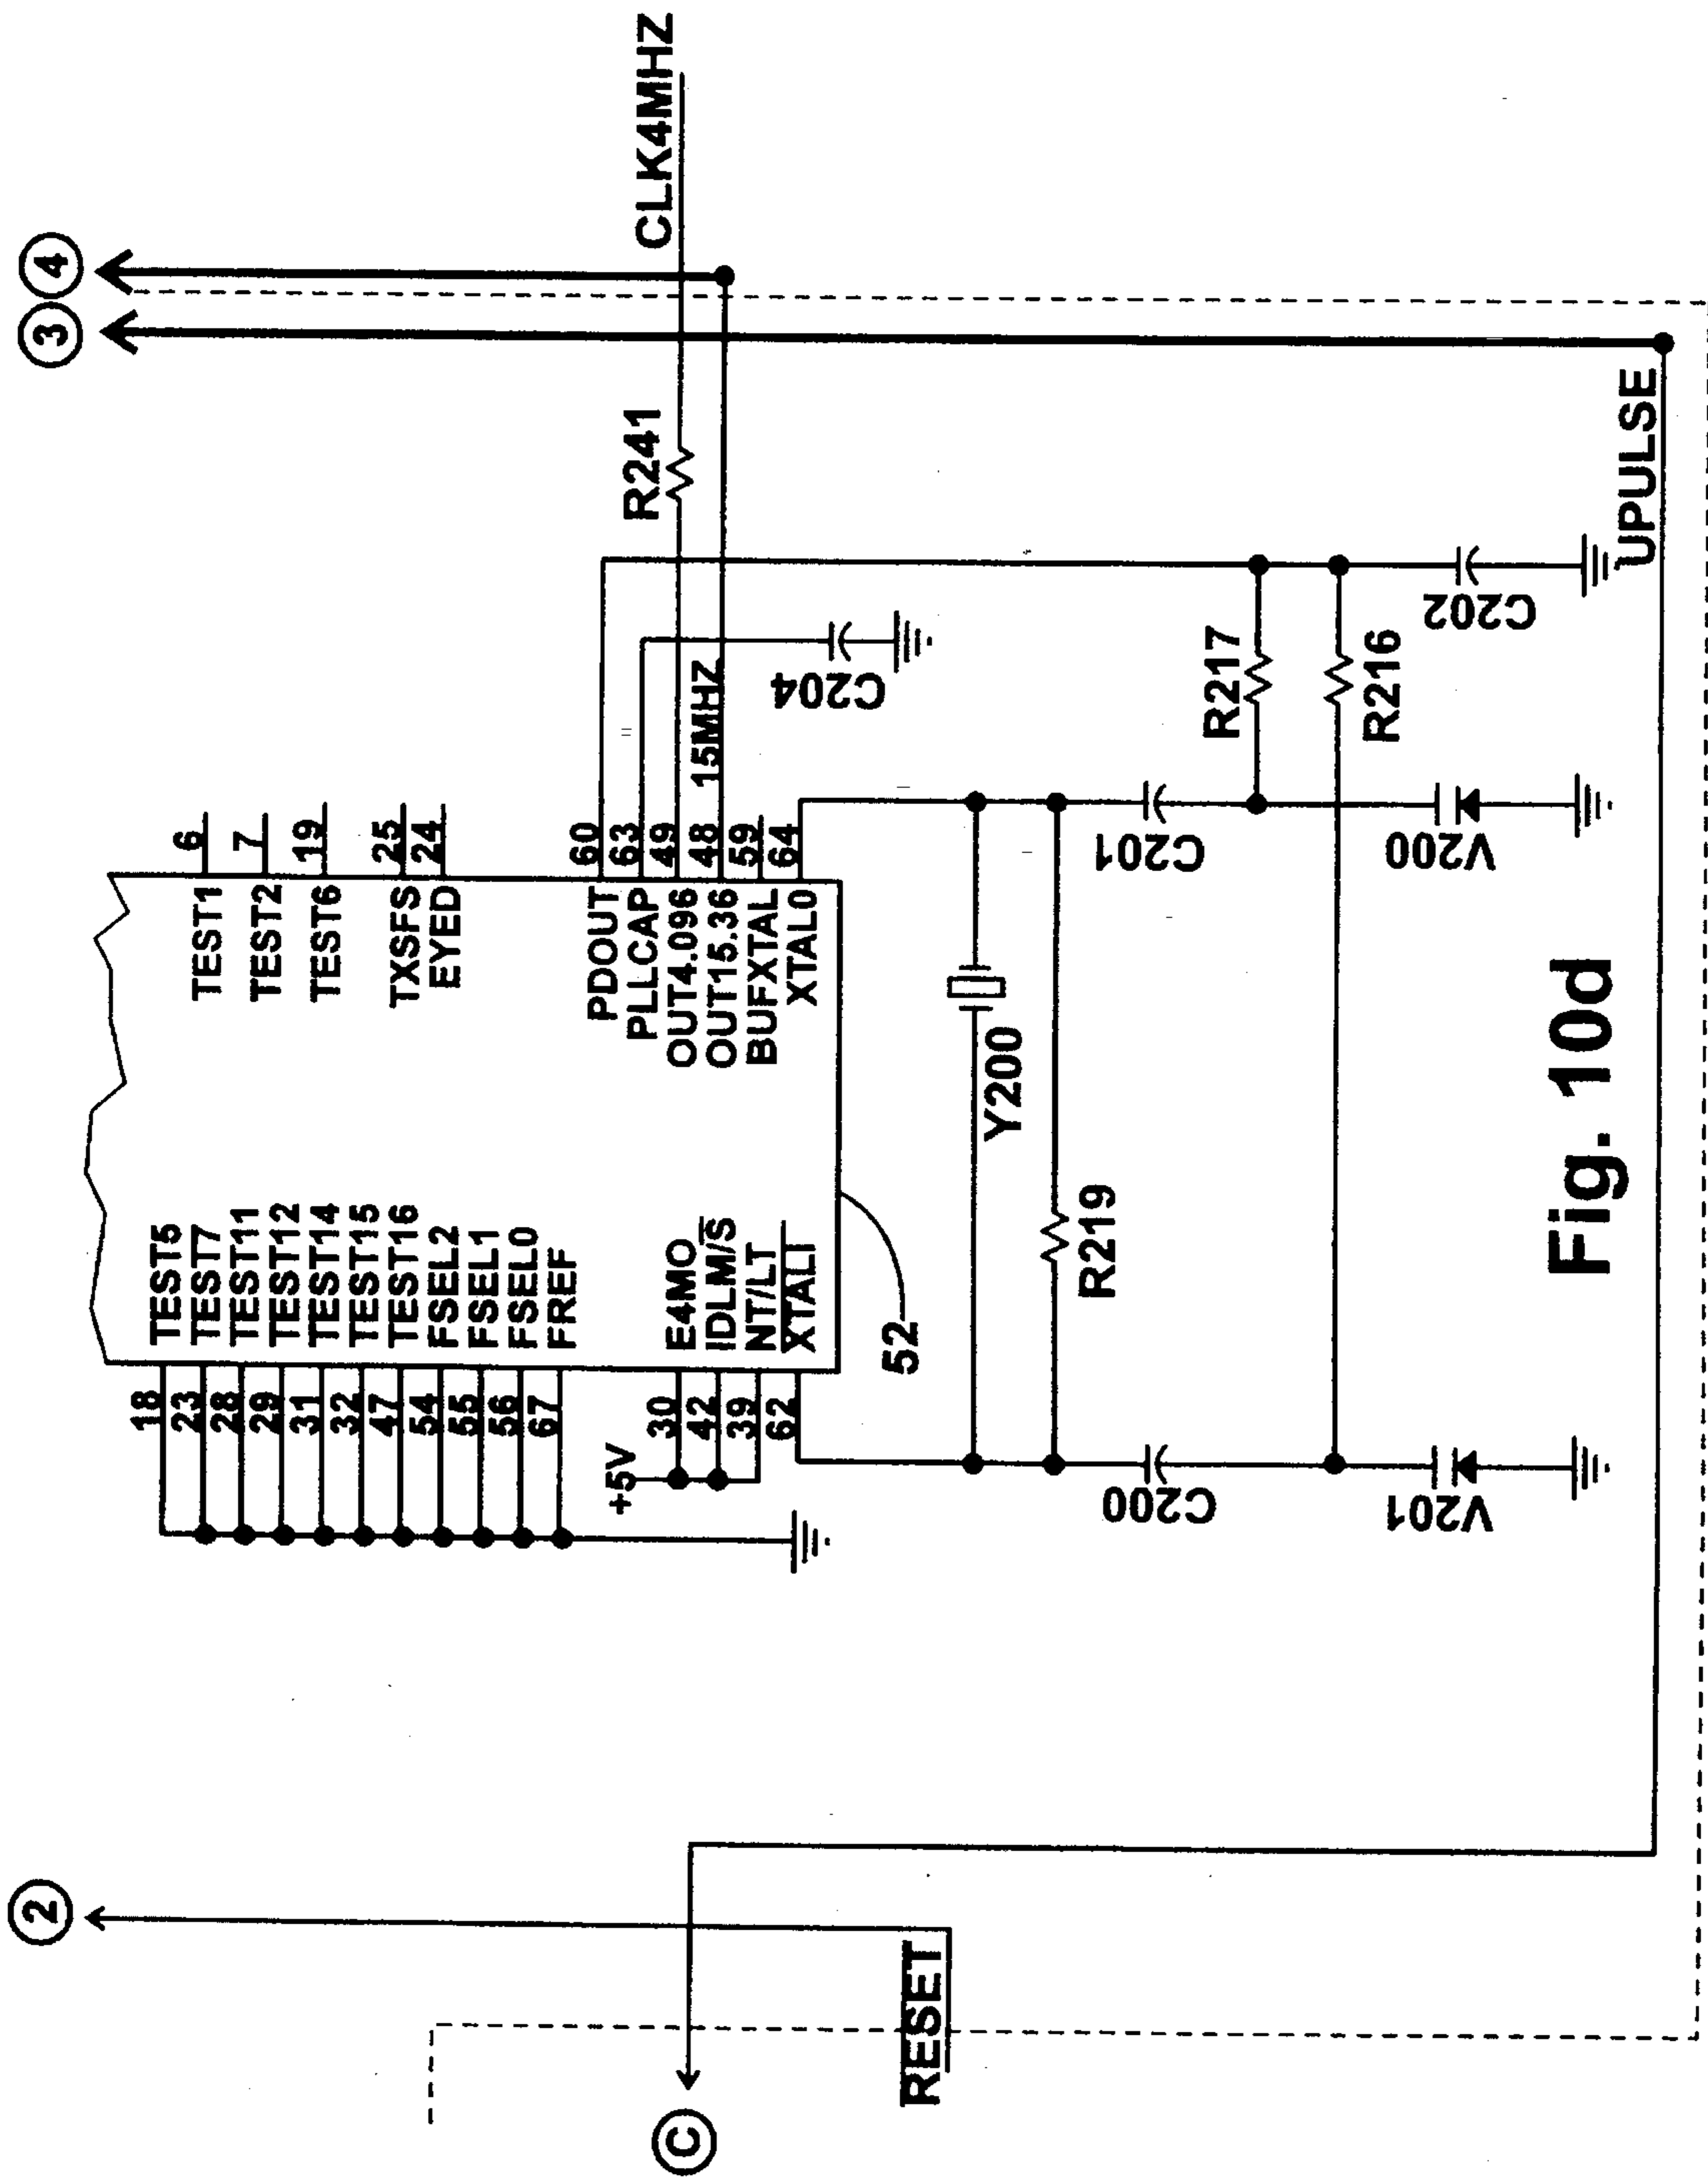 2
3
4
C
RESET
18 TEST5
23 TEST7
28 TEST11
29 TEST12
31 TEST14
32 TEST15
47 TEST16
54 FSEL2
55 FSEL1
56 FSEL0
67 FREF
+5V
30 E4MO
42 IDLM/S
39 NT/LT
62 XTALI
TEST1 6
TEST2 7
TEST6 19
TXSFS 25
EYED 24
PDOUT 60
PLLCAP 63
OUT4.096 49
OUT15.36 48
BUFXTAL 59
XTAL0 64
15MHZ
R241
CLK4MHZ
52
C204
Y200
R219
C200
C201
R217
R216
V201
V200
C202
UPULSE
Fig. 10d